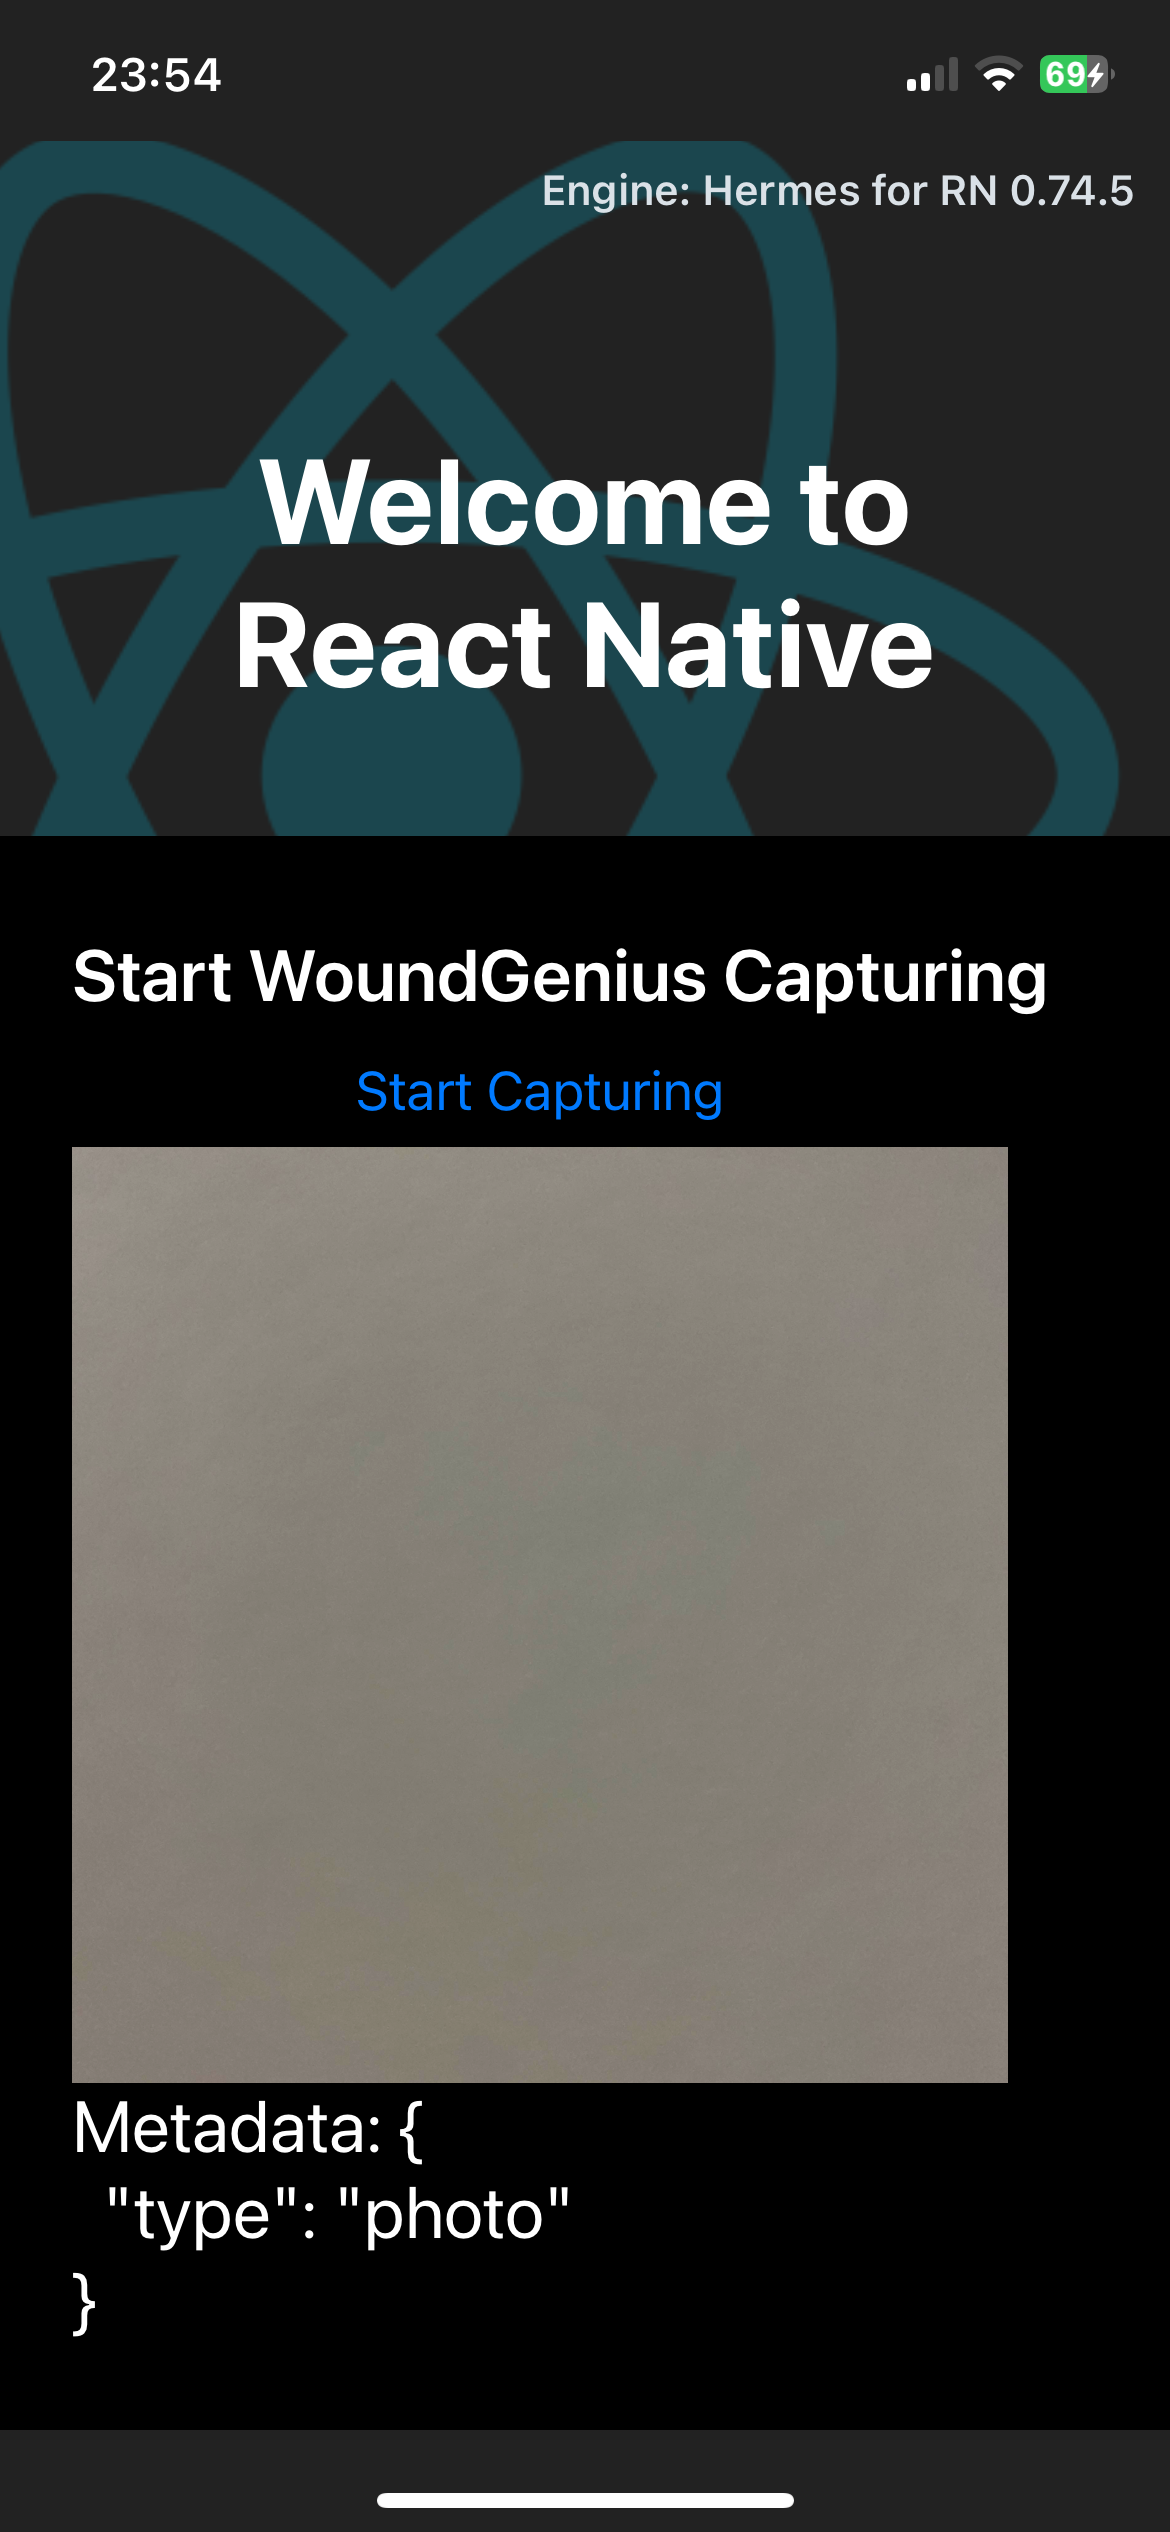 23:54
69
Engine: Hermes for RN 0.74.5
Welcome to
React Native
Start WoundGenius Capturing
Start Capturing
Metadata: {
  "type": "photo"
}